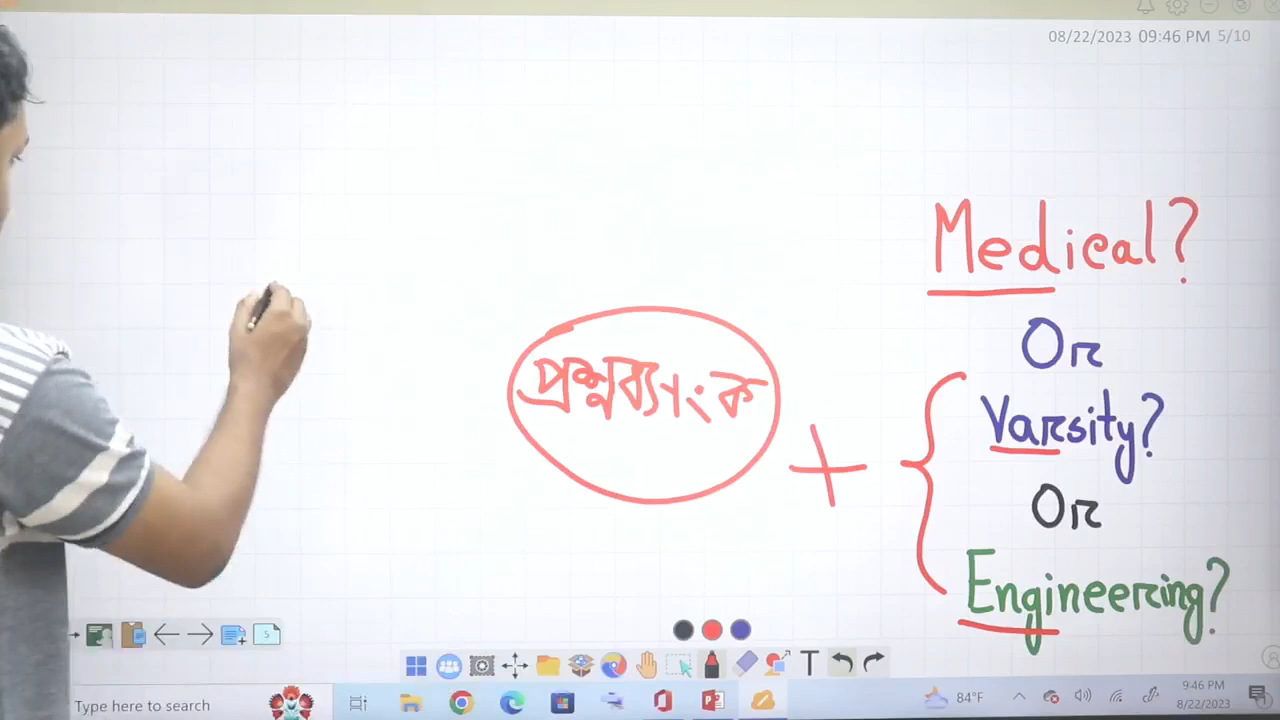 08/22/2023 09:46 PM 5/10
Medical?
Or
প্রশ্নব্যাংক
Varsity?
Or
Engineering?
5
T
Type here to search
84°F
9:46 PM
8/22/2023